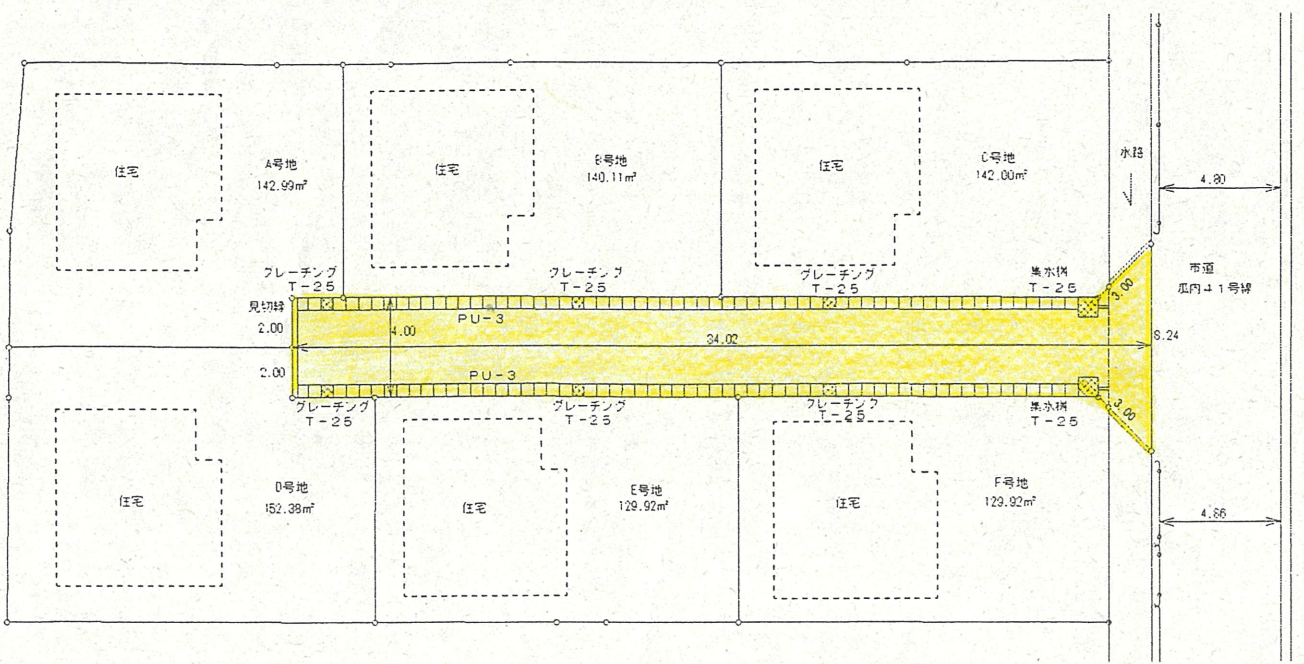 住宅
A号地
142.99m²
住宅
B号地
140.11m²
住宅
C号地
142.00m²
水路
4.80
グレーチング
T-25
グレーチング
T-25
グレーチング
T-25
集水桝
T-25
3.00
市道
瓜内41号線
見切縁
2.00
4.00
PU-3
34.02
8.24
2.00
PU-3
グレーチング
T-25
グレーチング
T-25
グレーチング
T-25
集水桝
T-25
3.00
住宅
D号地
152.38m²
住宅
E号地
129.92m²
住宅
F号地
129.92m²
4.86